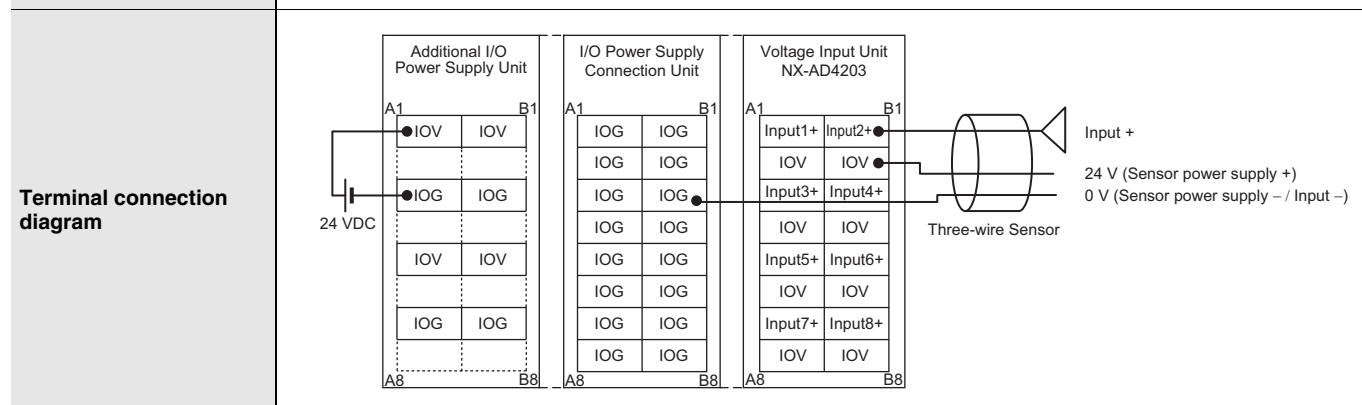 Terminal connection
diagram
Additional I/O
Power Supply Unit
A1 B1
IOV IOV
IOG IOG
IOV IOV
IOG IOG
A8 B8
24 VDC
I/O Power Supply
Connection Unit
A1 B1
IOG IOG
IOG IOG
IOG IOG
IOG IOG
IOG IOG
IOG IOG
IOG IOG
IOG IOG
A8 B8
Voltage Input Unit
NX-AD4203
A1 B1
Input1+ Input2+
IOV IOV
Input3+ Input4+
IOV IOV
Input5+ Input6+
IOV IOV
Input7+ Input8+
IOV IOV
A8 B8
Input +
24 V (Sensor power supply +)
0 V (Sensor power supply – / Input –)
Three-wire Sensor